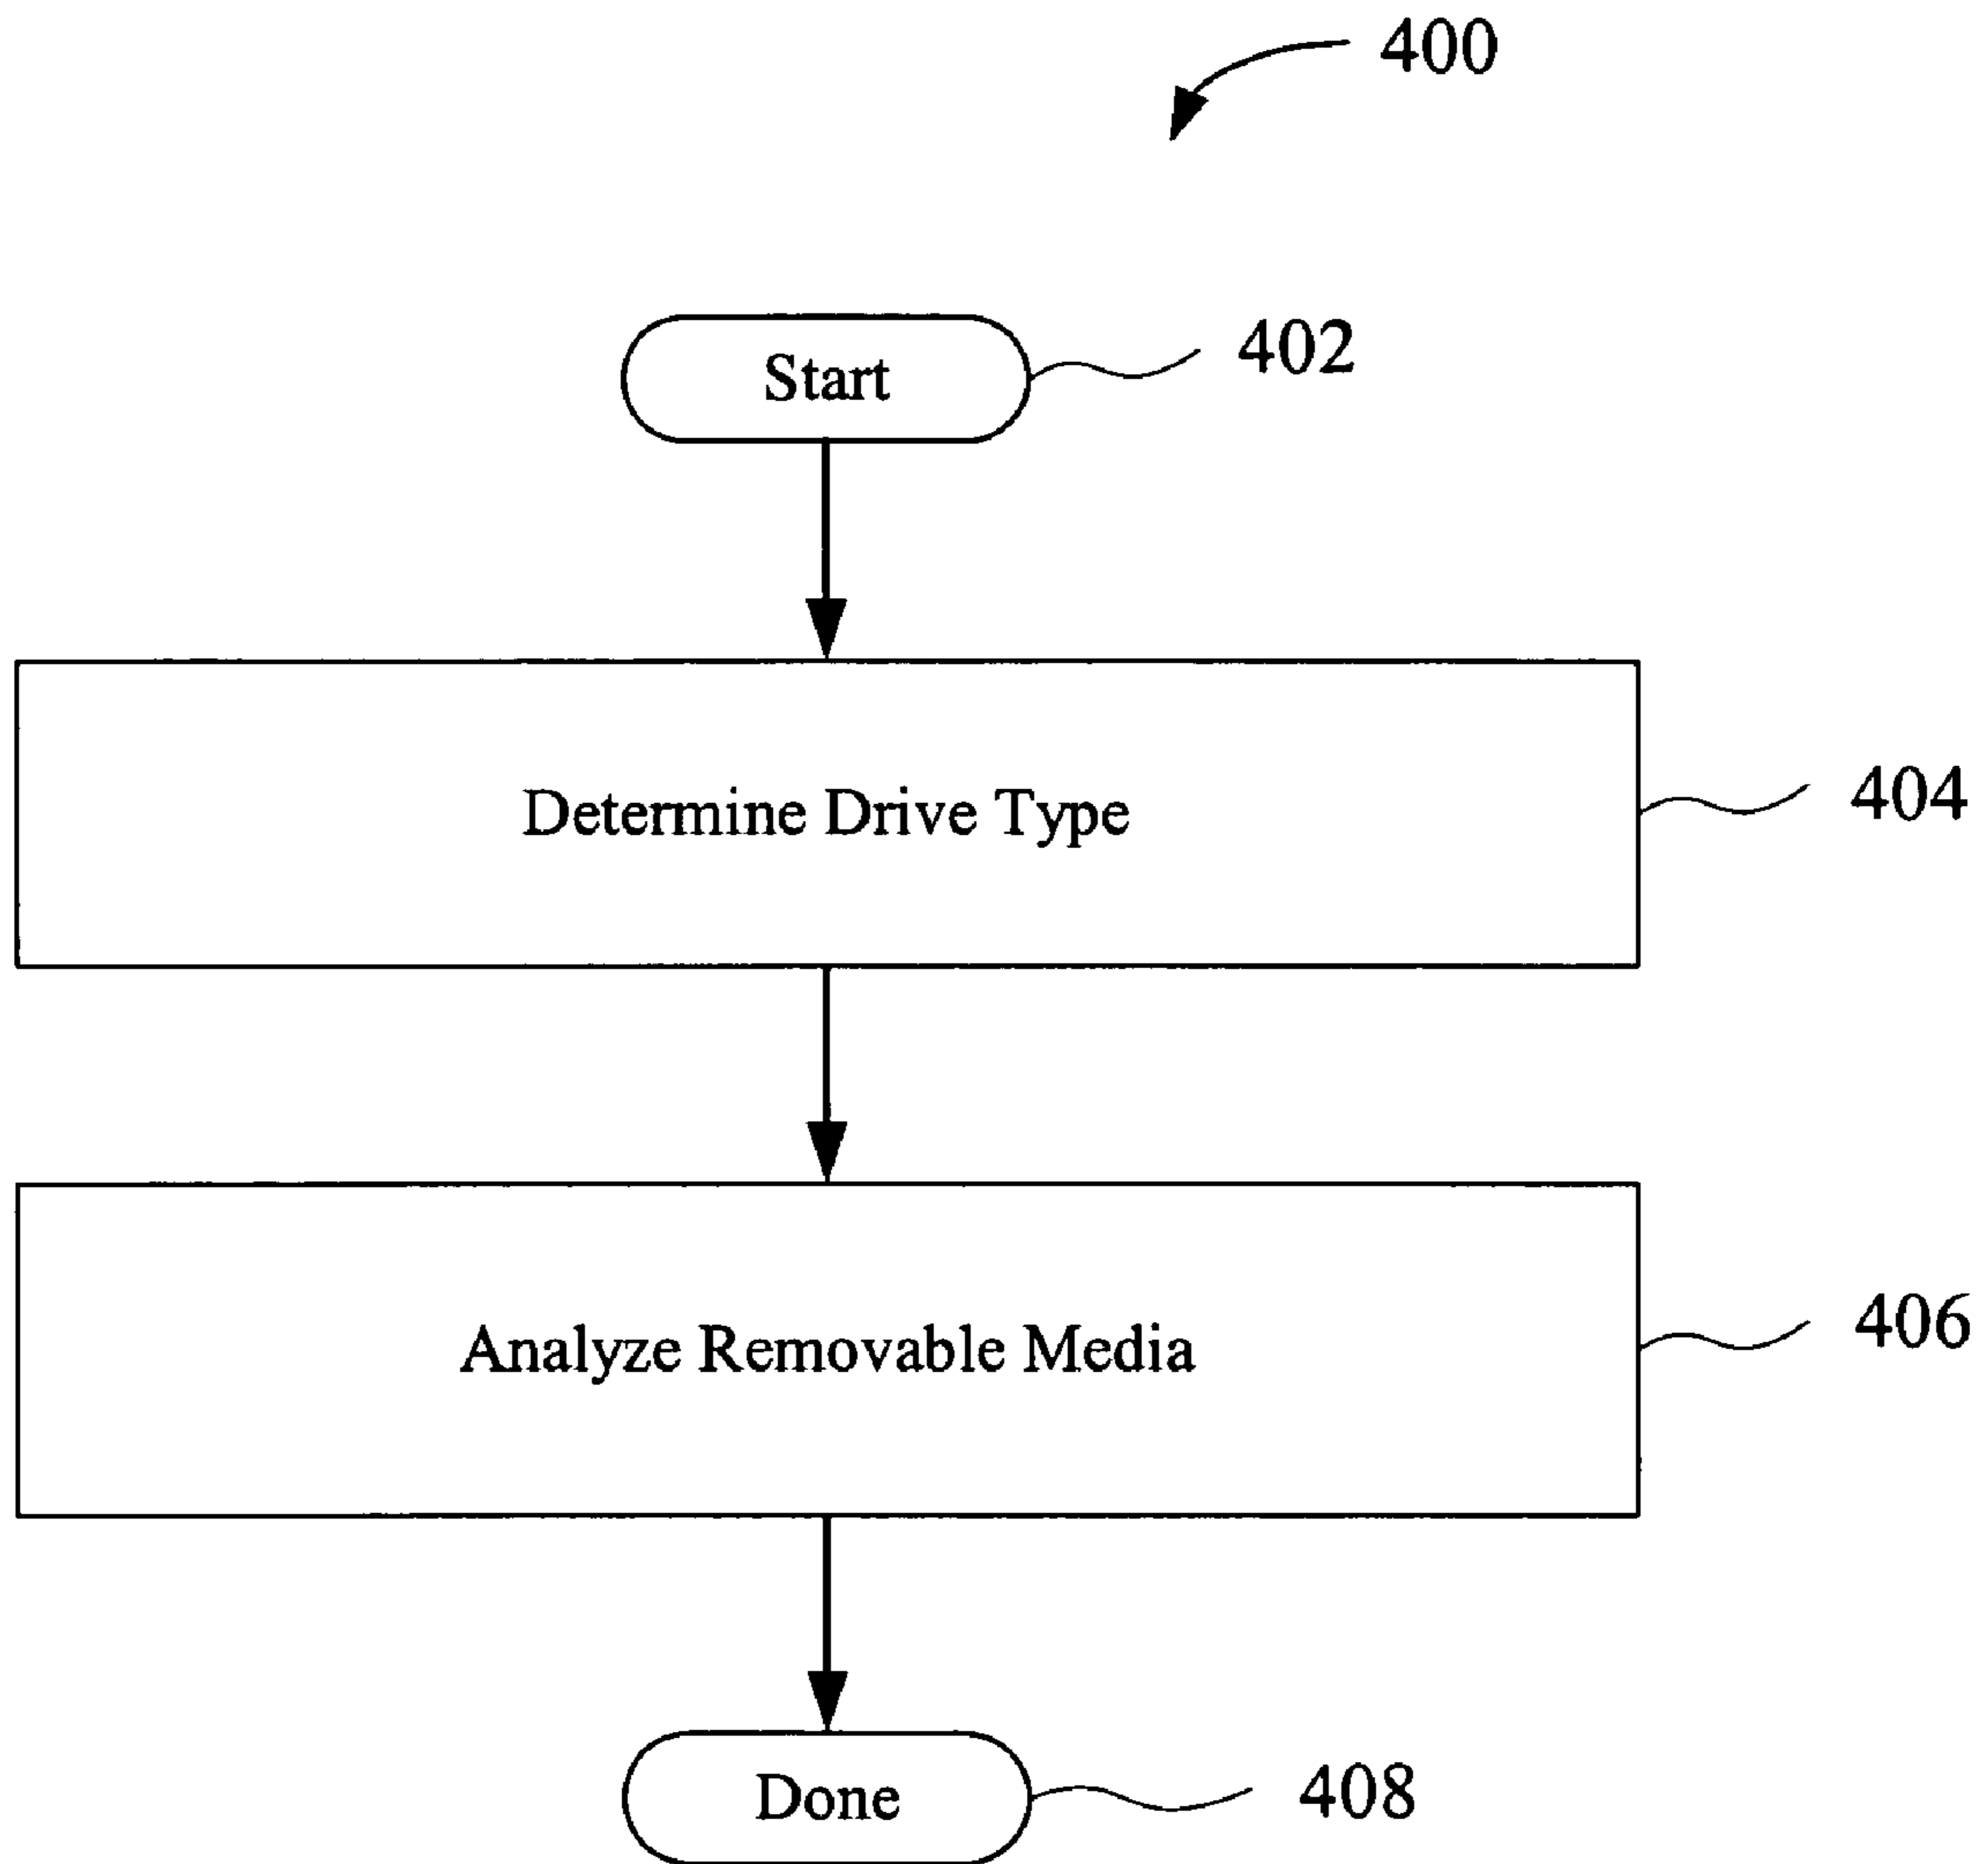 400
Start
402
Determine Drive Type
404
Analyze Removable Media
406
Done
408